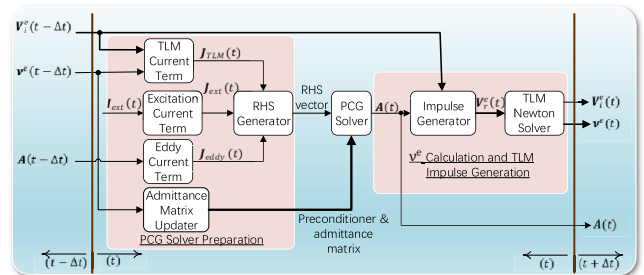 V_i^e(t − Δt)
ν^e(t − Δt)
A(t − Δt)
TLM
Current
Term
J_TLM(t)
I_ext(t)
Excitation
Current
Term
J_ext(t)
Eddy
Current
Term
J_eddy(t)
Admittance
Matrix
Updater
PCG Solver Preparation
RHS
Generator
RHS
vector
PCG
Solver
Preconditioner &
admittance
matrix
A(t)
Impulse
Generator
V_r^e(t)
TLM
Newton
Solver
ν^e Calculation and TLM
Impulse Generation
V_i^e(t)
ν^e(t)
A(t)
(t − Δt)
(t)
(t)
(t + Δt)